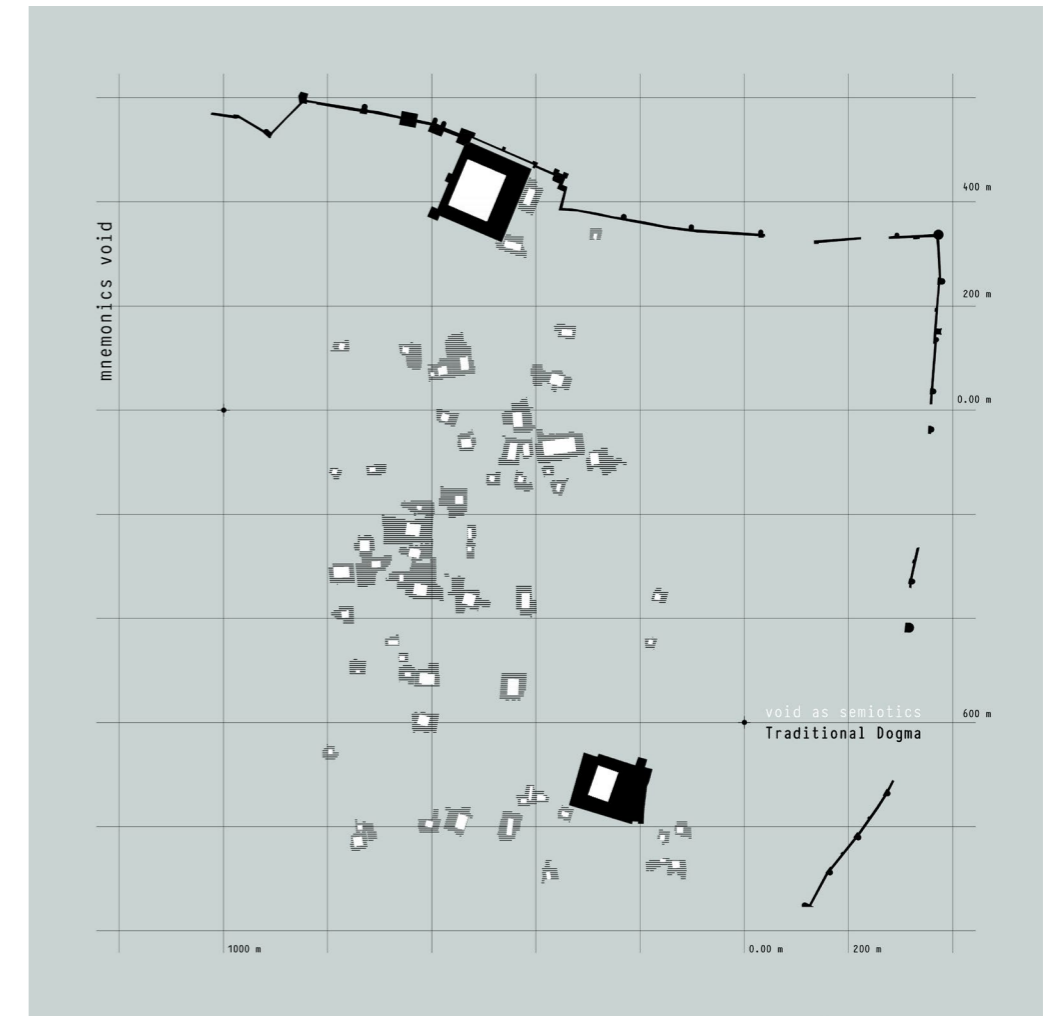 mnemonics void
400 m
200 m
0.00 m
void as semiotics
600 m
Traditional Dogma
1000 m
0.00 m
200 m